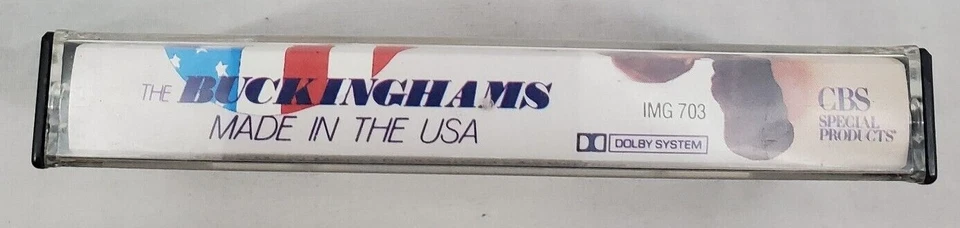 THE BUCKINGHAMS
MADE IN THE USA
IMG 703
DOLBY SYSTEM
CBS
SPECIAL
PRODUCTS